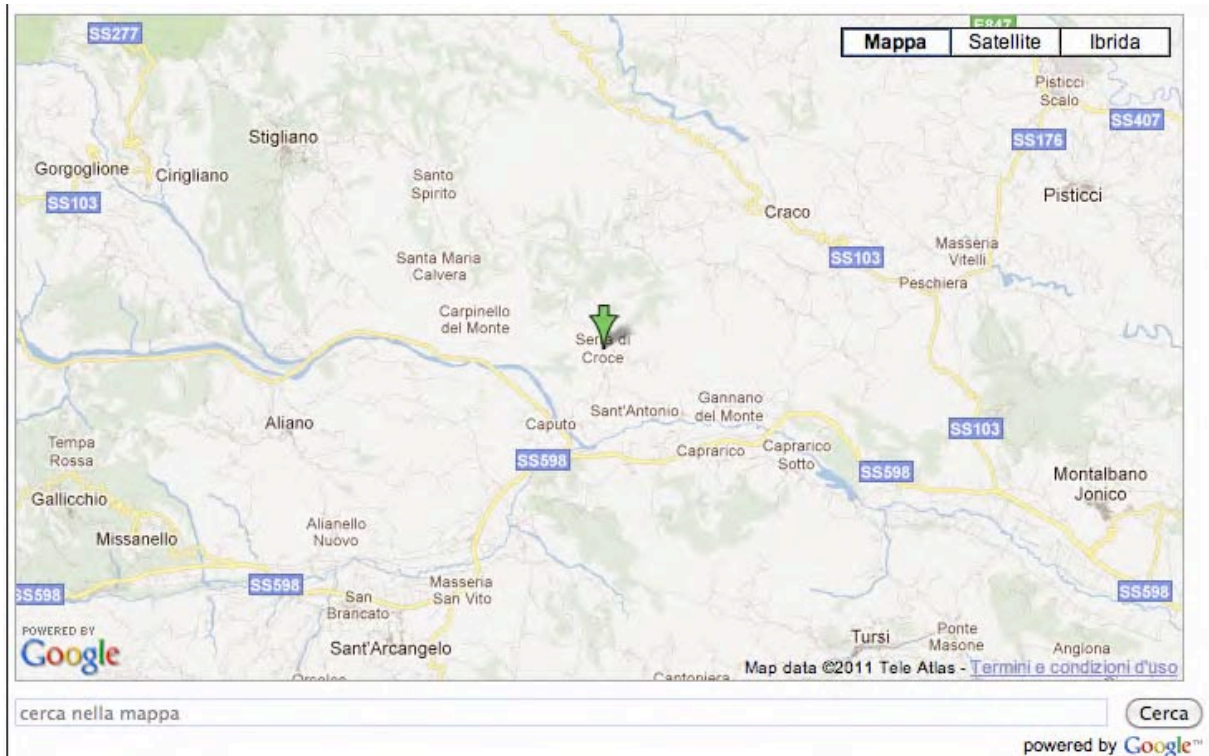 E847
SS277
Mappa
Satellite
Ibrida
Pisticci
Scalo
SS407
SS176
Stigliano
Gorgoglione
Cirigliano
Santo
Spirito
SS103
Pisticci
Craco
Masseria
Vitelli
SS103
Santa Maria
Calvera
Peschiera
Carpinello
del Monte
Serra di
Croce
Gannano
del Monte
Sant'Antonio
Aliano
Caputo
SS103
Tempa
Rossa
Caprarico
Caprarico
Sotto
SS598
SS598
Montalbano
Jonico
Gallicchio
Alianello
Nuovo
Missanello
SS598
Masseria
San Vito
SS598
SS598
San
Brancato
POWERED BY
Google
Sant'Arcangelo
Tursi
Ponte
Masone
Anglona
Cantoniera
Map data ©2011 Tele Atlas - Termini e condizioni d'uso
cerca nella mappa
Cerca
powered by Google™